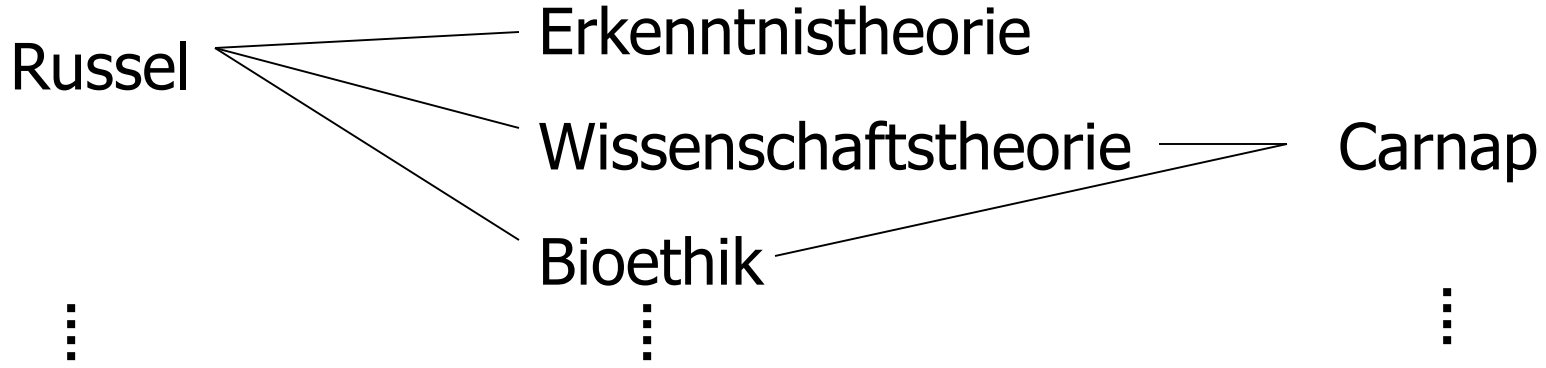 Erkenntnistheorie
Russel
Wissenschaftstheorie
Carnap
Bioethik